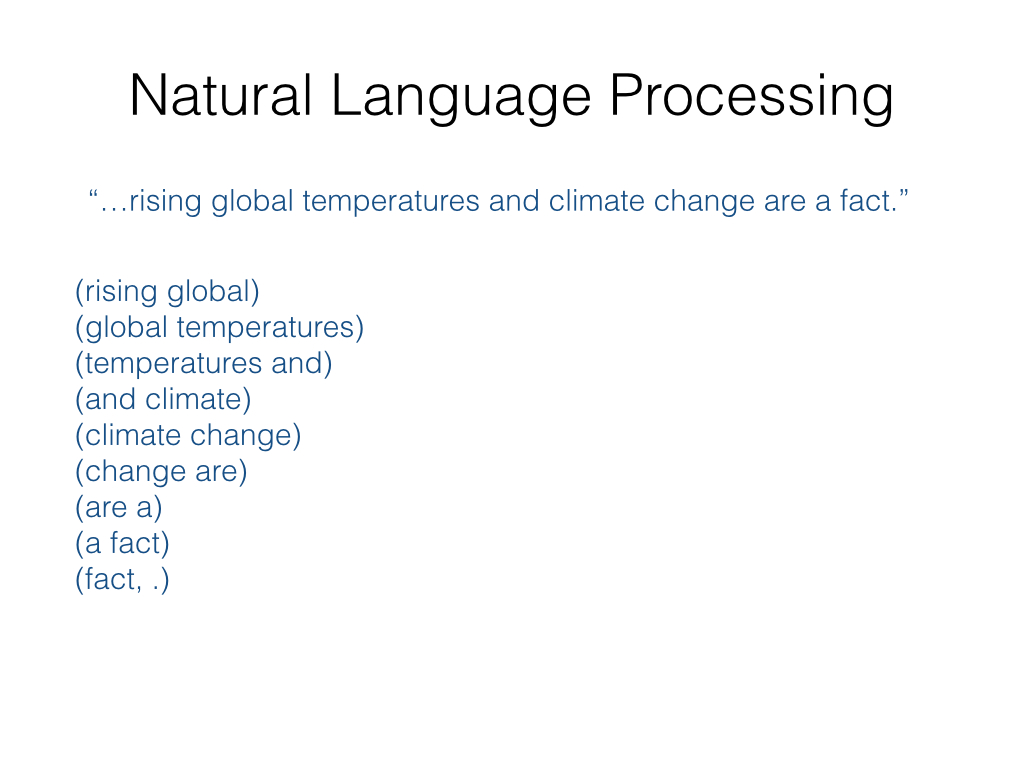 Natural Language Processing
“…rising global temperatures and climate change are a fact.”
(rising global)
(global temperatures)
(temperatures and)
(and climate)
(climate change)
(change are)
(are a)
(a fact)
(fact, .)